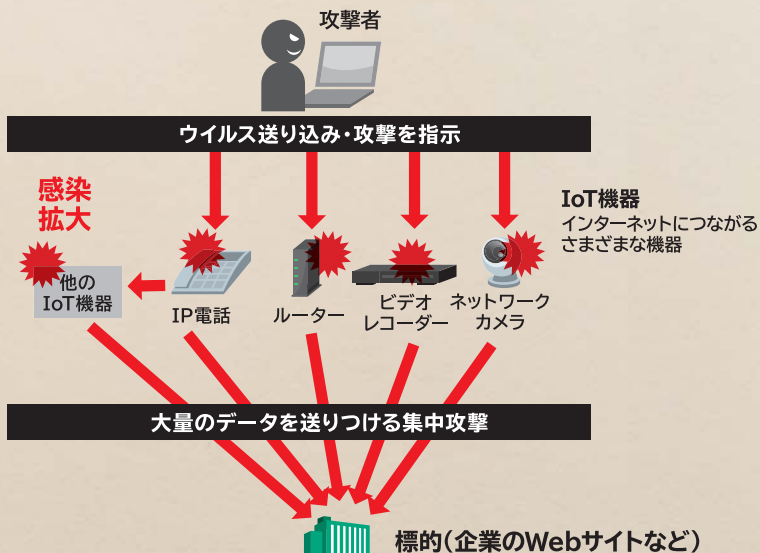 攻撃者
ウイルス送り込み・攻撃を指示
感染
拡大
IoT機器
インターネットにつながる
さまざまな機器
他の
IoT機器
IP電話
ルーター
ビデオ
レコーダー
ネットワーク
カメラ
大量のデータを送りつける集中攻撃
標的(企業のWebサイトなど)